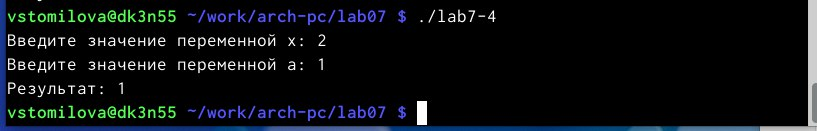 vstomilova@dk3n55 ~/work/arch-pc/lab07 $ ./lab7-4
Введите значение переменной x: 2
Введите значение переменной a: 1
Результат: 1
vstomilova@dk3n55 ~/work/arch-pc/lab07 $